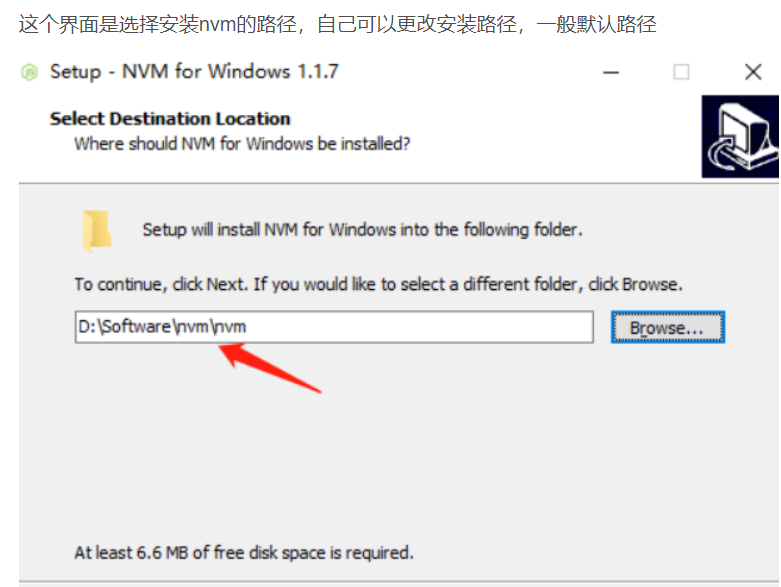 这个界面是选择安装nvm的路径，自己可以更改安装路径，一般默认路径
Setup - NVM for Windows 1.1.7
Select Destination Location
Where should NVM for Windows be installed?
Setup will install NVM for Windows into the following folder.
To continue, click Next. If you would like to select a different folder, click Browse.
D:\Software\nvm\nvm
Browse...
At least 6.6 MB of free disk space is required.